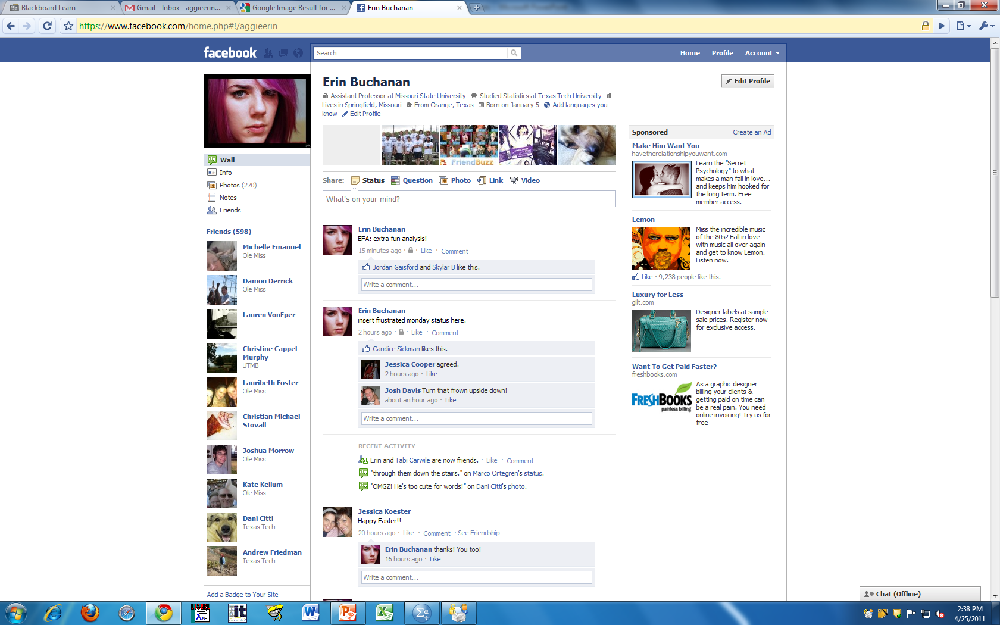 Blackboard Learn
Gmail - Inbox - aggieerin...
Google Image Result for ...
Erin Buchanan
https://www.facebook.com/home.php#!/aggieerin
facebook
Search
Home
Profile
Account
Erin Buchanan
Edit Profile
Assistant Professor at Missouri State University Studied Statistics at Texas Tech University
Lives in Springfield, Missouri From Orange, Texas Born on January 5 Add languages you
know Edit Profile
FriendBuzz
Wall
Info
Photos (270)
Notes
Friends
Friends (598)
Michelle Emanuel
Ole Miss
Damon Derrick
Ole Miss
Lauren VonEper
Christine Cappel
Murphy
UTMB
Lauribeth Foster
Ole Miss
Christian Michael
Stovall
Joshua Morrow
Ole Miss
Kate Kellum
Ole Miss
Dani Citti
Texas Tech
Andrew Friedman
Texas Tech
Add a Badge to Your Site
Share: Status Question Photo Link Video
What's on your mind?
Erin Buchanan
EFA: extra fun analysis!
15 minutes ago · Like · Comment
Jordan Gaisford and Skylar B like this.
Write a comment...
Erin Buchanan
insert frustrated monday status here.
2 hours ago · Like · Comment
Candice Sickman likes this.
Jessica Cooper agreed.
2 hours ago · Like
Josh Davis Turn that frown upside down!
about an hour ago · Like
Write a comment...
RECENT ACTIVITY
Erin and Tabi Carwile are now friends. · Like · Comment
"through them down the stairs." on Marco Ortegren's status.
"OMGZ! He's too cute for words!" on Dani Citti's photo.
Jessica Koester
Happy Easter!!
20 hours ago · Like · Comment · See Friendship
Erin Buchanan thanks! You too!
16 hours ago · Like
Write a comment...
Sponsored
Create an Ad
Make Him Want You
havetherelationshipyouwant.com
Learn the "Secret
Psychology" to what
makes a man fall in love...
and keeps him hooked for
the long term. Free
member access.
Lemon
Miss the incredible music
of the 80s? Fall in love
with music all over again
and get to know Lemon.
Listen now.
Like · 9,238 people like this.
Luxury for Less
gilt.com
Designer labels at sample
sale prices. Register now
for exclusive access.
Want To Get Paid Faster?
freshbooks.com
FRESHBOOKS
painless billing
As a graphic designer
billing your clients &
getting paid on time can
be a real pain. You need
online invoicing! Try us for
free
Chat (Offline)
LISREL
it
2:38 PM
4/25/2011